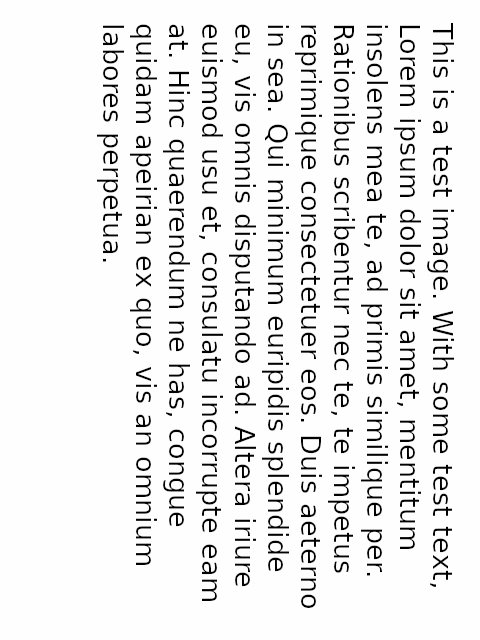 This is a test image. With some test text,
Lorem ipsum dolor sit amet, mentitum
insolens mea te, ad primis similique per.
Rationibus scribentur nec te, te impetus
reprimique consectetuer eos. Duis aeterno
in sea. Qui minimum euripidis splendide
eu, vis omnis disputando ad. Altera iriure
euismod usu et, consulatu incorrupte eam
at. Hinc quaerendum ne has, congue
quidam apeirian ex quo, vis an omnium
labores perpetua.